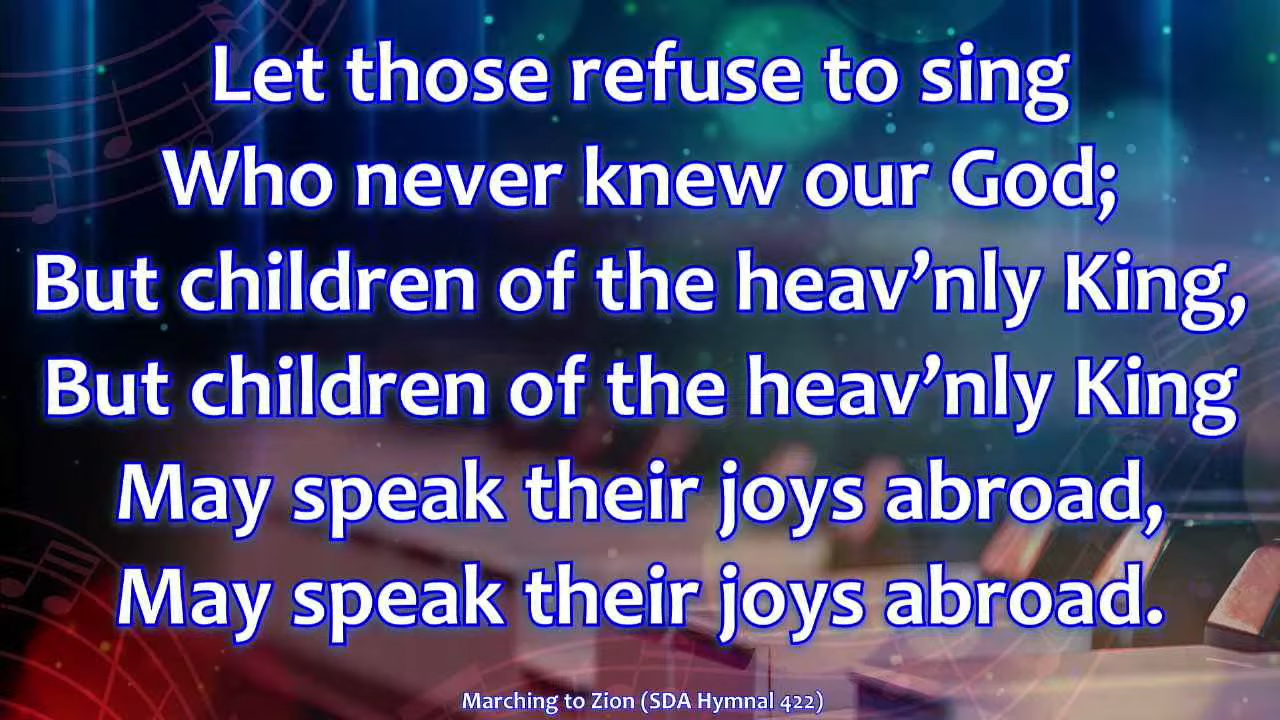 Let those refuse to sing
Who never knew our God;
But children of the heav’nly King,
But children of the heav’nly King
May speak their joys abroad,
May speak their joys abroad.
Marching to Zion (SDA Hymnal 422)